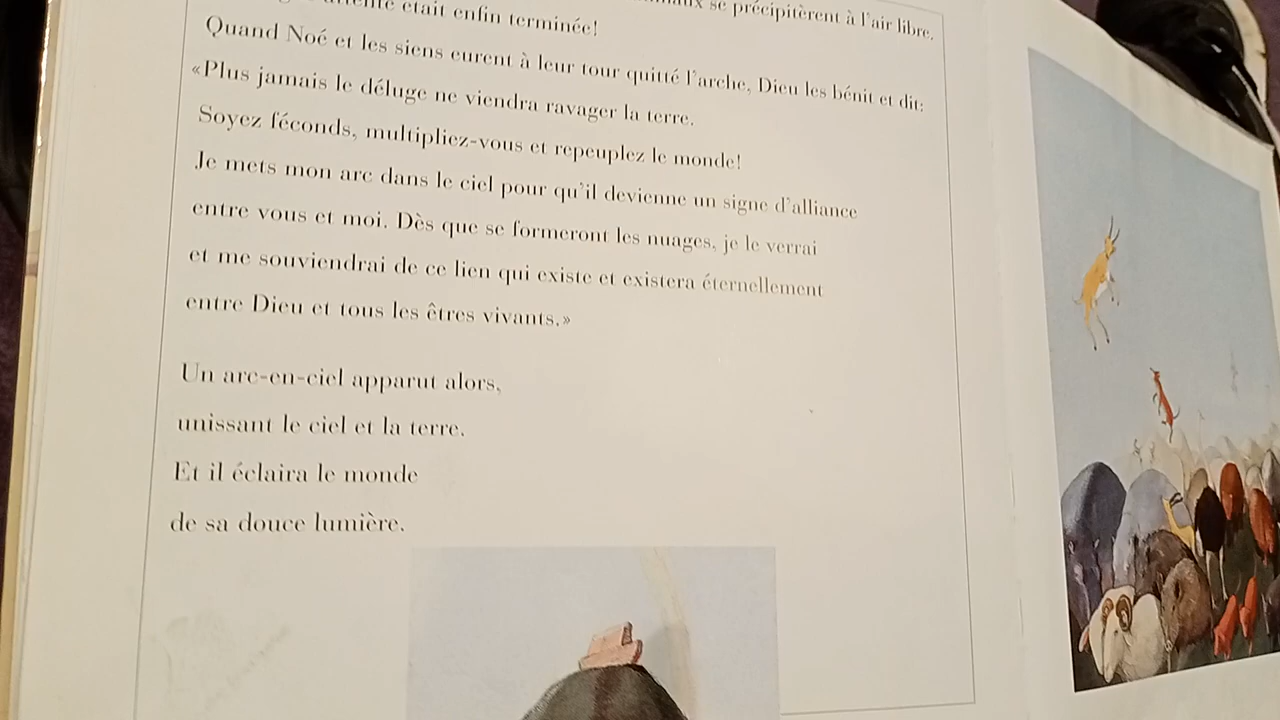 se précipitèrent à l'air libre.
était enfin terminée!
Quand Noé et les siens eurent à leur tour quitté l'arche, Dieu les bénit et dit:
«Plus jamais le déluge ne viendra ravager la terre.
Soyez féconds, multipliez-vous et repeuplez le monde!
Je mets mon arc dans le ciel pour qu'il devienne un signe d'alliance
entre vous et moi. Dès que se formeront les nuages, je le verrai
et me souviendrai de ce lien qui existe et existera éternellement
entre Dieu et tous les êtres vivants.»
Un arc-en-ciel apparut alors,
unissant le ciel et la terre.
Et il éclaira le monde
de sa douce lumière.